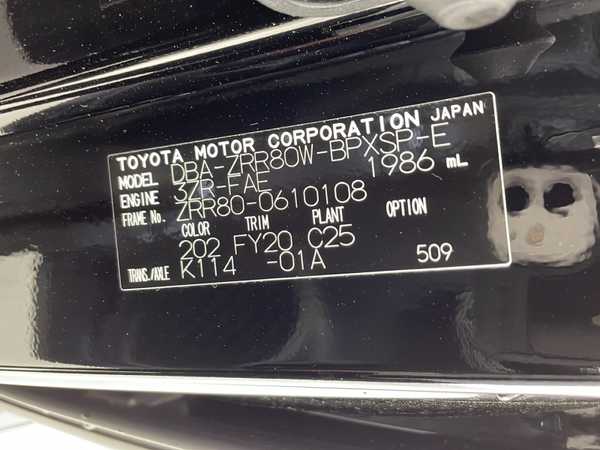 TOYOTA MOTOR CORPORATION JAPAN
MODEL DBA-ZRR80W-BPXSP-E
ENGINE 3ZR-FAE 1986 mL
FRAME No. ZRR80-0610108
COLOR TRIM PLANT OPTION
202 FY20 C25
TRANS./AXLE K114 -01A 509